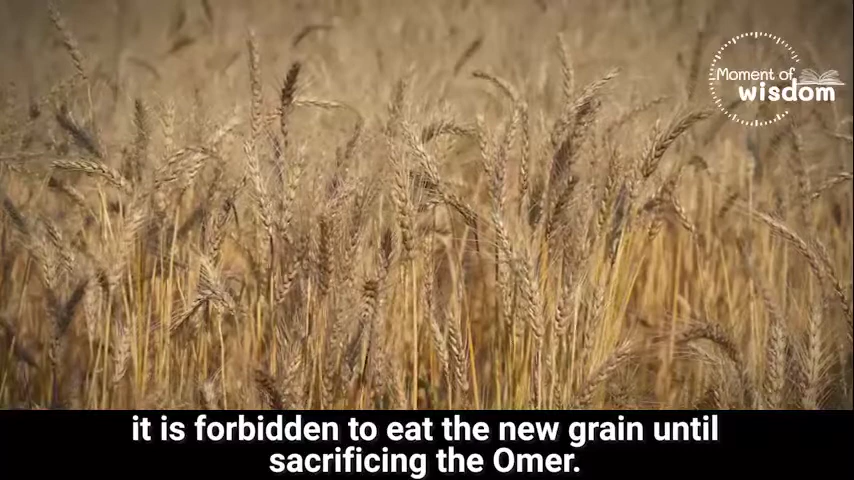 Moment of
wisdom
it is forbidden to eat the new grain until
sacrificing the Omer.